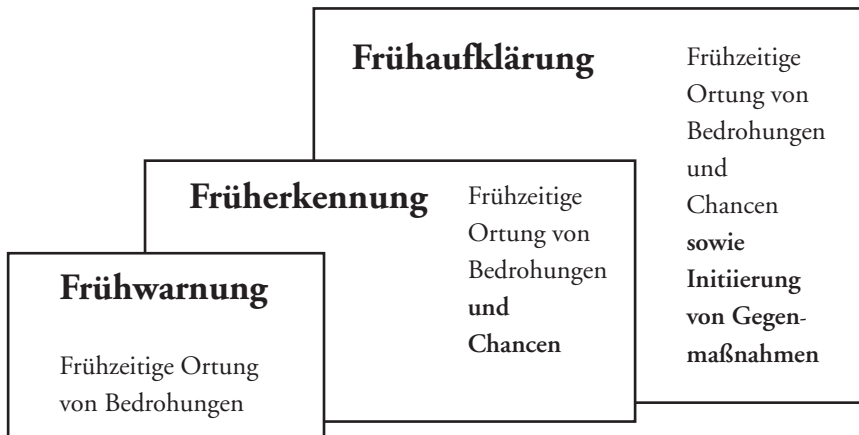 Frühaufklärung
Frühzeitige
Ortung von
Bedrohungen
und
Chancen
sowie
Initiierung
von Gegen-
maßnahmen
Früherkennung
Frühzeitige
Ortung von
Bedrohungen
und
Chancen
Frühwarnung
Frühzeitige Ortung
von Bedrohungen